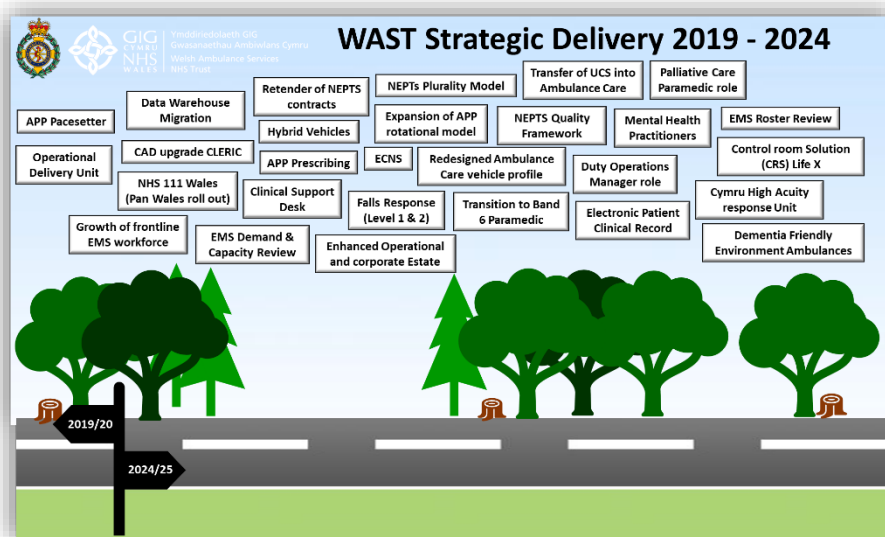 GIG
CYMRU
NHS
WALES
Ymddiriedolaeth GIG
Gwasanaethau Ambiwlans Cymru
Welsh Ambulance Services
NHS Trust
WAST Strategic Delivery 2019 - 2024
APP Pacesetter
Data Warehouse
Migration
Retender of NEPTS
contracts
NEPTs Plurality Model
Transfer of UCS into
Ambulance Care
Palliative Care
Paramedic role
Operational
Delivery Unit
CAD upgrade CLERIC
Hybrid Vehicles
Expansion of APP
rotational model
NEPTS Quality
Framework
Mental Health
Practitioners
EMS Roster Review
APP Prescribing
ECNS
Redesigned Ambulance
Care vehicle profile
Duty Operations
Manager role
Control room Solution
(CRS) Life X
NHS 111 Wales
(Pan Wales roll out)
Clinical Support
Desk
Falls Response
(Level 1 & 2)
Transition to Band
6 Paramedic
Electronic Patient
Clinical Record
Cymru High Acuity
response Unit
Growth of frontline
EMS workforce
EMS Demand &
Capacity Review
Enhanced Operational
and corporate Estate
Dementia Friendly
Environment Ambulances
2019/20
2024/25